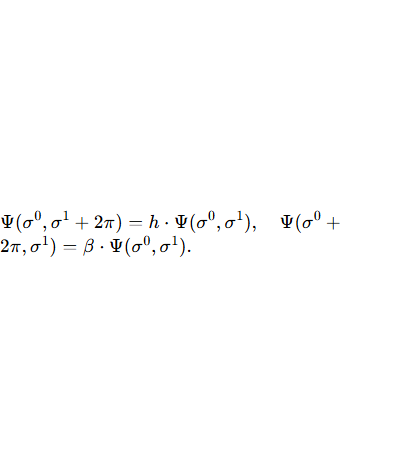 Ψ(σ⁰, σ¹ + 2π) = h · Ψ(σ⁰, σ¹), Ψ(σ⁰ +
2π, σ¹) = β · Ψ(σ⁰, σ¹).